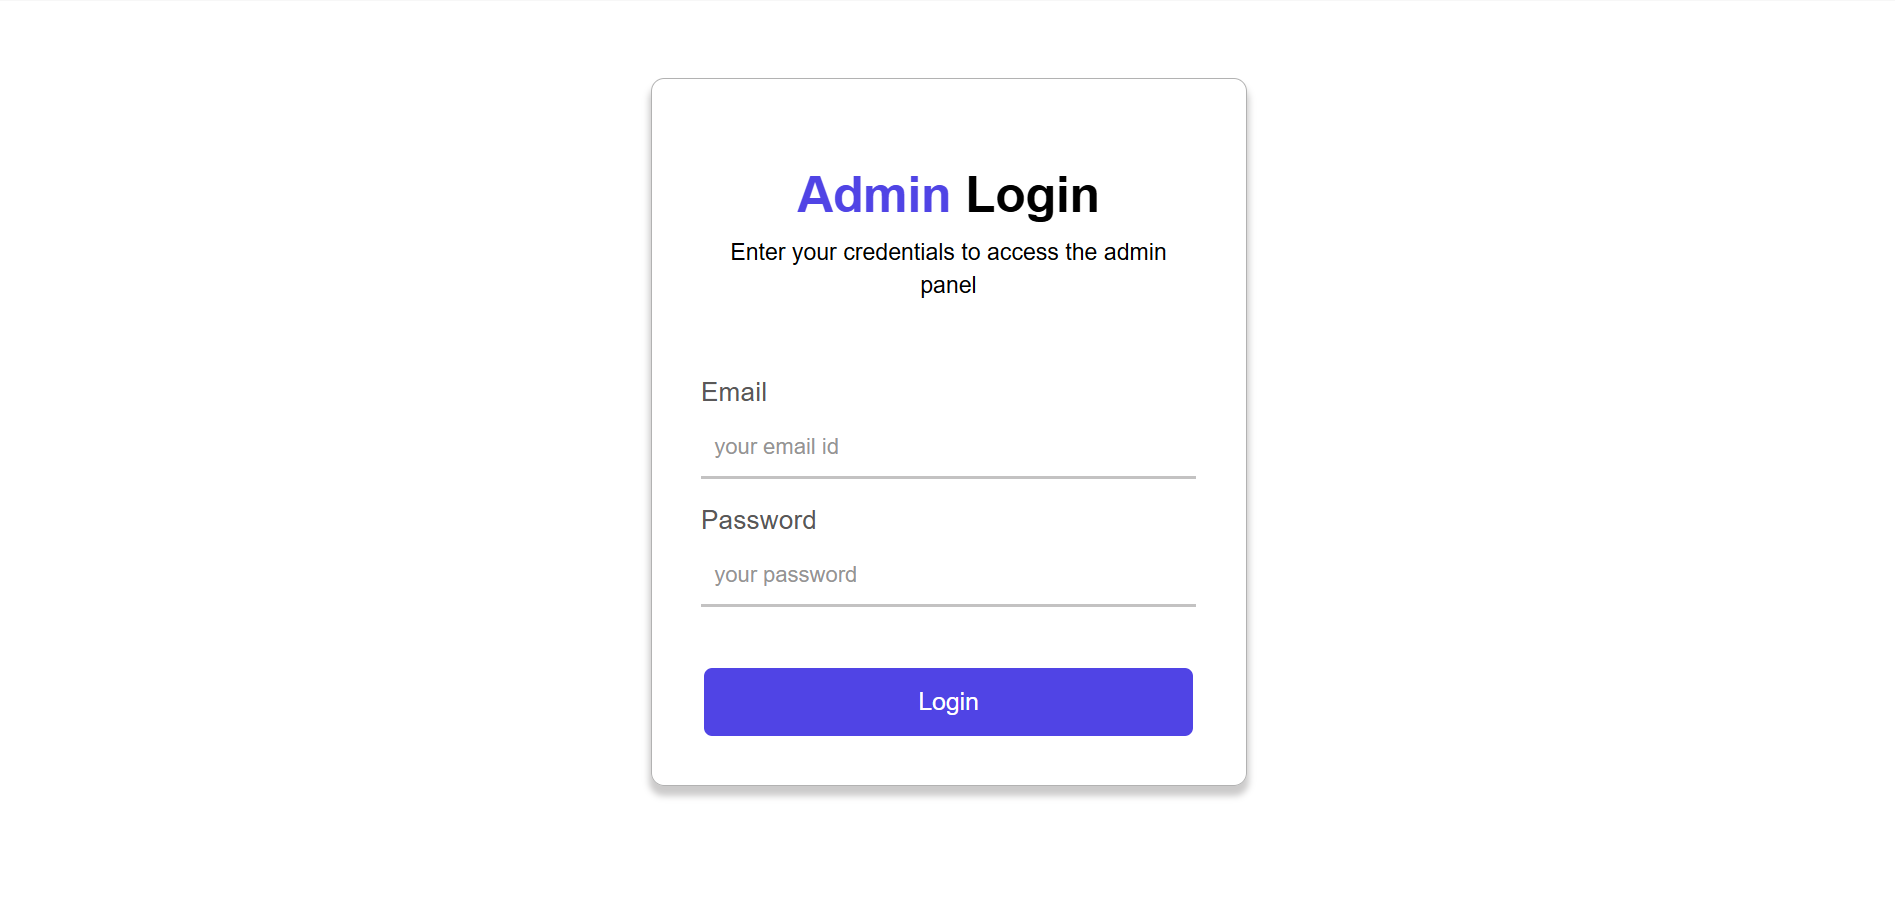 Admin Login
Enter your credentials to access the admin
panel
Email
your email id
Password
your password
Login